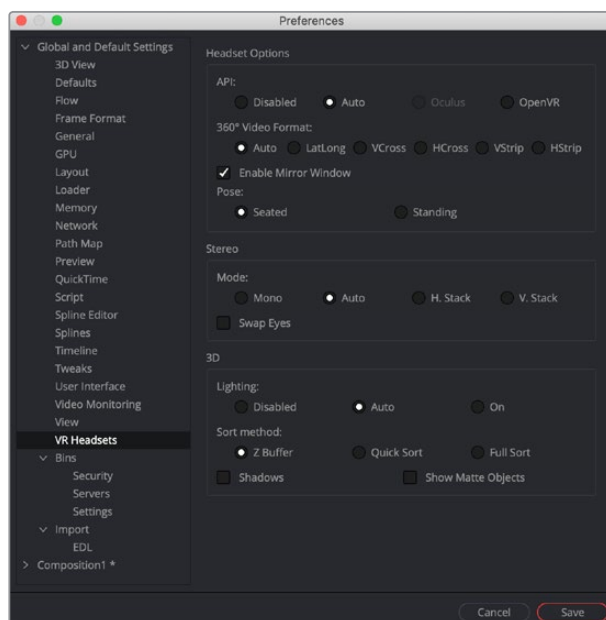 Preferences
Global and Default Settings
3D View
Defaults
Flow
Frame Format
General
GPU
Layout
Loader
Memory
Network
Path Map
Preview
QuickTime
Script
Spline Editor
Splines
Timeline
Tweaks
User Interface
Video Monitoring
View
VR Headsets
Bins
Security
Servers
Settings
Import
EDL
Composition1 *
Headset Options
API:
Disabled Auto Oculus OpenVR
360° Video Format:
Auto LatLong VCross HCross VStrip HStrip
Enable Mirror Window
Pose:
Seated Standing
Stereo
Mode:
Mono Auto H. Stack V. Stack
Swap Eyes
3D
Lighting:
Disabled Auto On
Sort method:
Z Buffer Quick Sort Full Sort
Shadows Show Matte Objects
Cancel Save